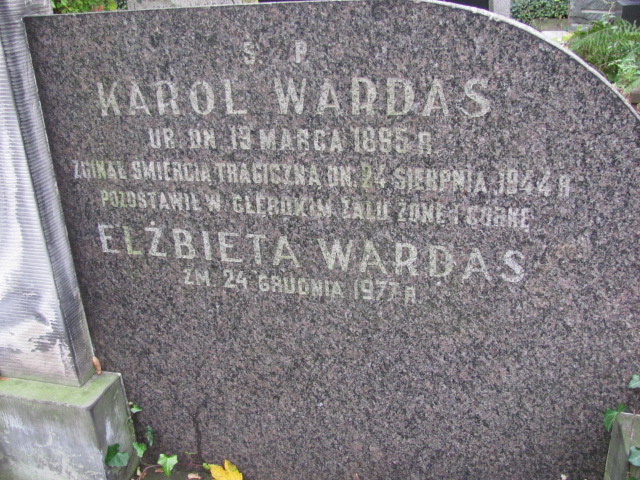 Ś. P.
KAROL WARDAS
UR. DN. 19 MARCA 1895 R.
ZGINĄŁ ŚMIERCIĄ TRAGICZNĄ DN. 24 SIERPNIA 1944 R
POZOSTAWIŁ W GŁĘBOKIM ŻALU ŻONĘ I CÓRKĘ
ELŻBIETA WARDAS
ZM. 24 GRUDNIA 1977 R.